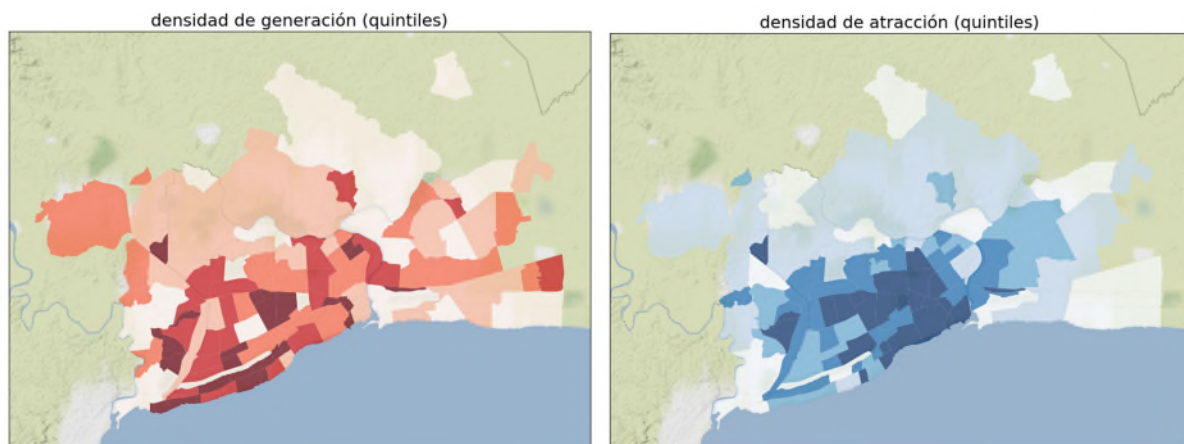 densidad de generación (quintiles)
densidad de atracción (quintiles)